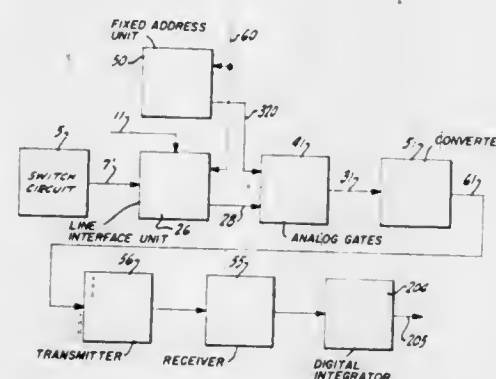 FIXED ADDRESS
UNIT
50
60
11
370
5
7
41
31
51
CONVERTER
61
SWITCH
CIRCUIT
LINE
INTERFACE UNIT
26
28
ANALOG GATES
56
55
206
205
TRANSMITTER
RECEIVER
DIGITAL
INTEGRATOR